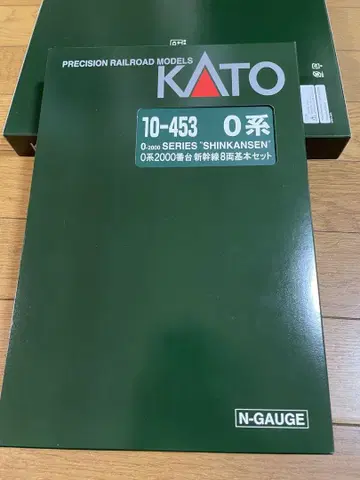 PRECISION RAILROAD MODELS
KATO
10-453 0系
0/2000 SERIES "SHINKANSEN"
0系2000番台 新幹線 8両基本セット
N-GAUGE